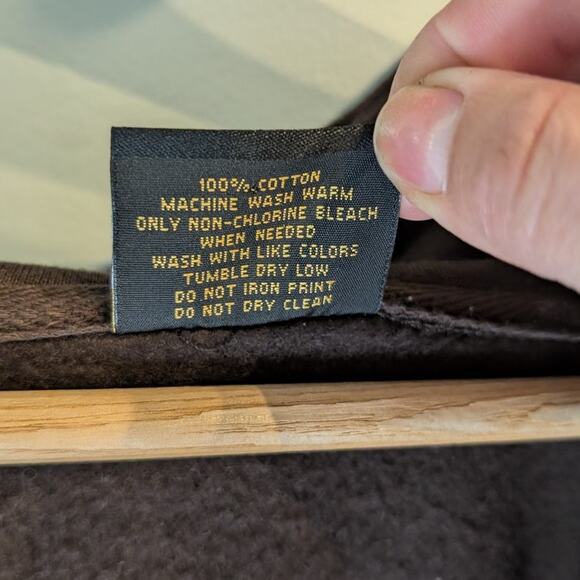 100% COTTON
MACHINE WASH WARM
ONLY NON-CHLORINE BLEACH
WHEN NEEDED
WASH WITH LIKE COLORS
TUMBLE DRY LOW
DO NOT IRON PRINT
DO NOT DRY CLEAN